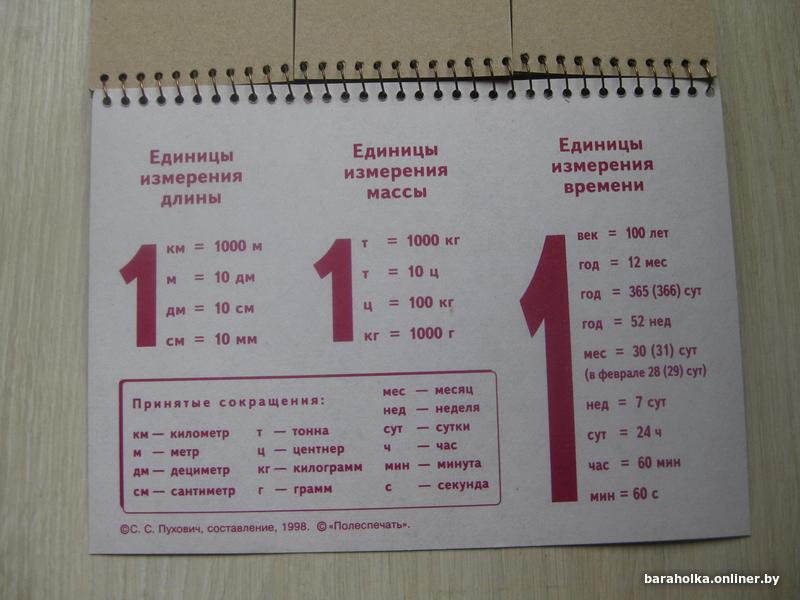 Единицы
измерения
длины
1
км = 1000 м
м = 10 дм
дм = 10 см
см = 10 мм
Единицы
измерения
массы
1
т = 1000 кг
т = 10 ц
ц = 100 кг
кг = 1000 г
Единицы
измерения
времени
1
век = 100 лет
год = 12 мес
год = 365 (366) сут
год = 52 нед
мес = 30 (31) сут
(в феврале 28 (29) сут)
нед = 7 сут
сут = 24 ч
час = 60 мин
мин = 60 с
Принятые сокращения:
км — километр
м — метр
дм — дециметр
см — сантиметр
т — тонна
ц — центнер
кг — килограмм
г — грамм
мес — месяц
нед — неделя
сут — сутки
ч — час
мин — минута
с — секунда
©С. С. Пухович, составление, 1998. ©«Полеспечать».
baraholka.onliner.by